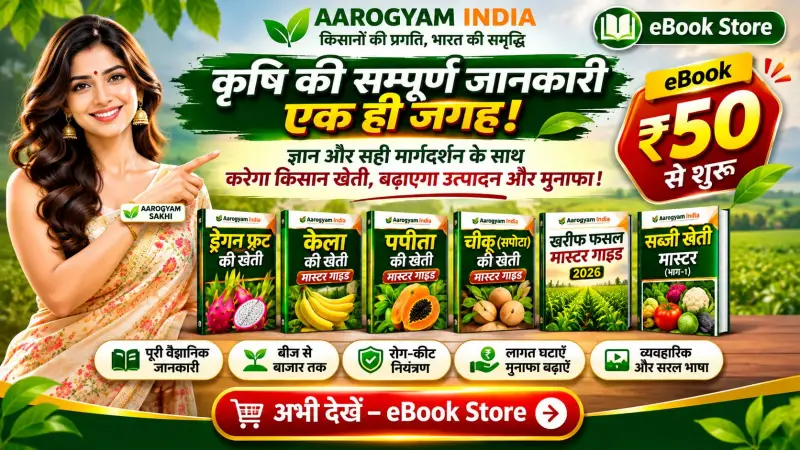 AAROGYAM INDIA
किसानों की प्रगति, भारत की समृद्धि
eBook Store
कृषि की सम्पूर्ण जानकारी
एक ही जगह!
eBook
₹50
से शुरू
ज्ञान और सही मार्गदर्शन के साथ
करेगा किसान खेती, बढ़ाएगा उत्पादन और मुनाफा!
AAROGYAM
SAKHI
Aarogyam India
ड्रेगन फ्रूट
की खेती
Aarogyam India
केला
की खेती
मास्टर गाइड
Aarogyam India
पपीता
की खेती
मास्टर गाइड
Aarogyam India
चीकू (सपोटा)
की खेती
मास्टर गाइड
Aarogyam India
खरीफ फसल
मास्टर गाइड
2026
Aarogyam India
सब्जी खेती
मास्टर
(भाग-१)
पूरी वैज्ञानिक
जानकारी
बीज से
बाजार तक
रोग-कीट
नियंत्रण
लागत घटाएँ
मुनाफा बढ़ाएँ
व्यवहारिक
और सरल भाषा
अभी देखें – eBook Store